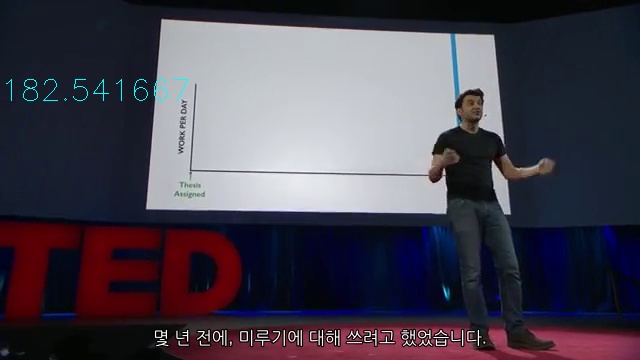 182.541667
WORK PER DAY
Thesis
Assigned
TED
몇 년 전에, 미루기에 대해 쓰려고 했었습니다.